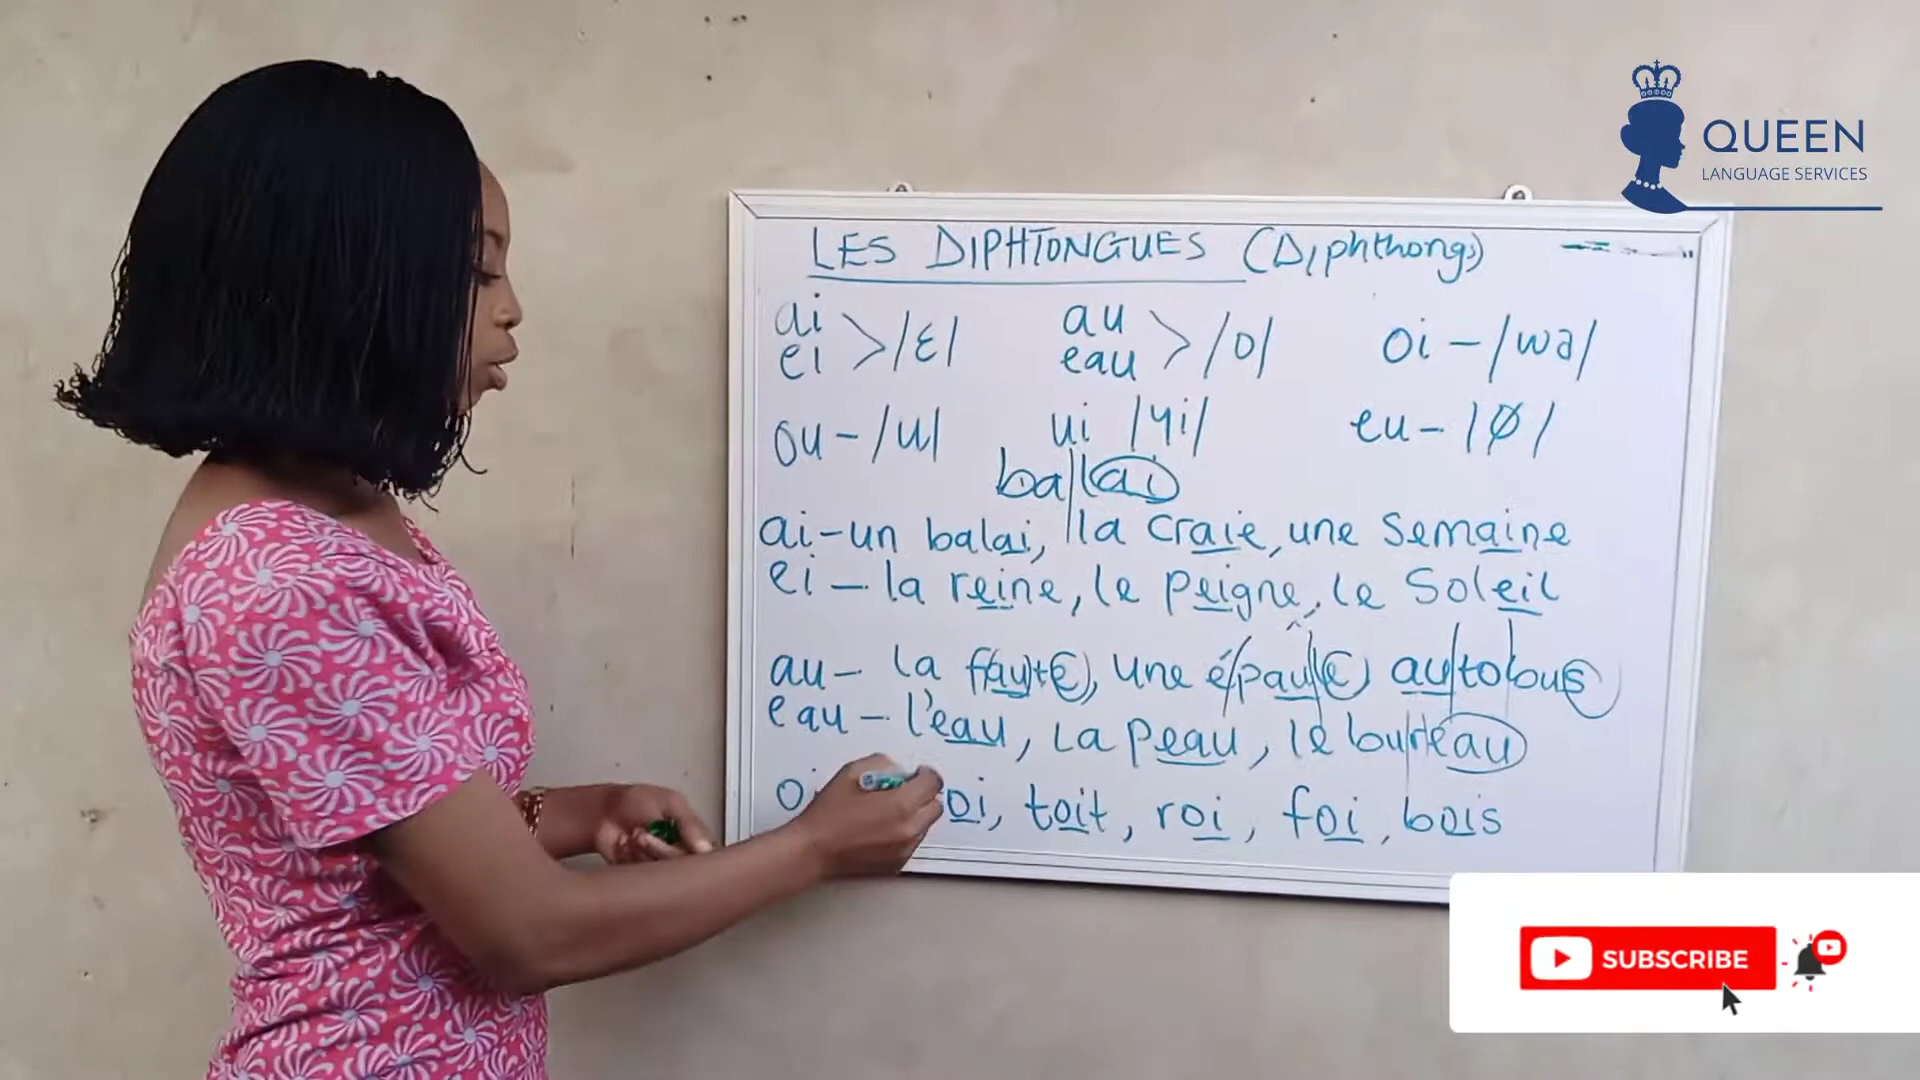 QUEEN
LANGUAGE SERVICES
LES DIPHTONGUES (Diphthongs)
ai
ei >/ɛ/
au
eau >/o/
oi - /wa/
ou - /u/
ui /ɥi/
eu - /ø/
ba/lai
ai - un balai, la craie, une semaine
ei - la reine, le peigne, le soleil
au - la faute, une épaule, autobus
eau - l'eau, la peau, le bureau
toit, roi, foi, bois
SUBSCRIBE